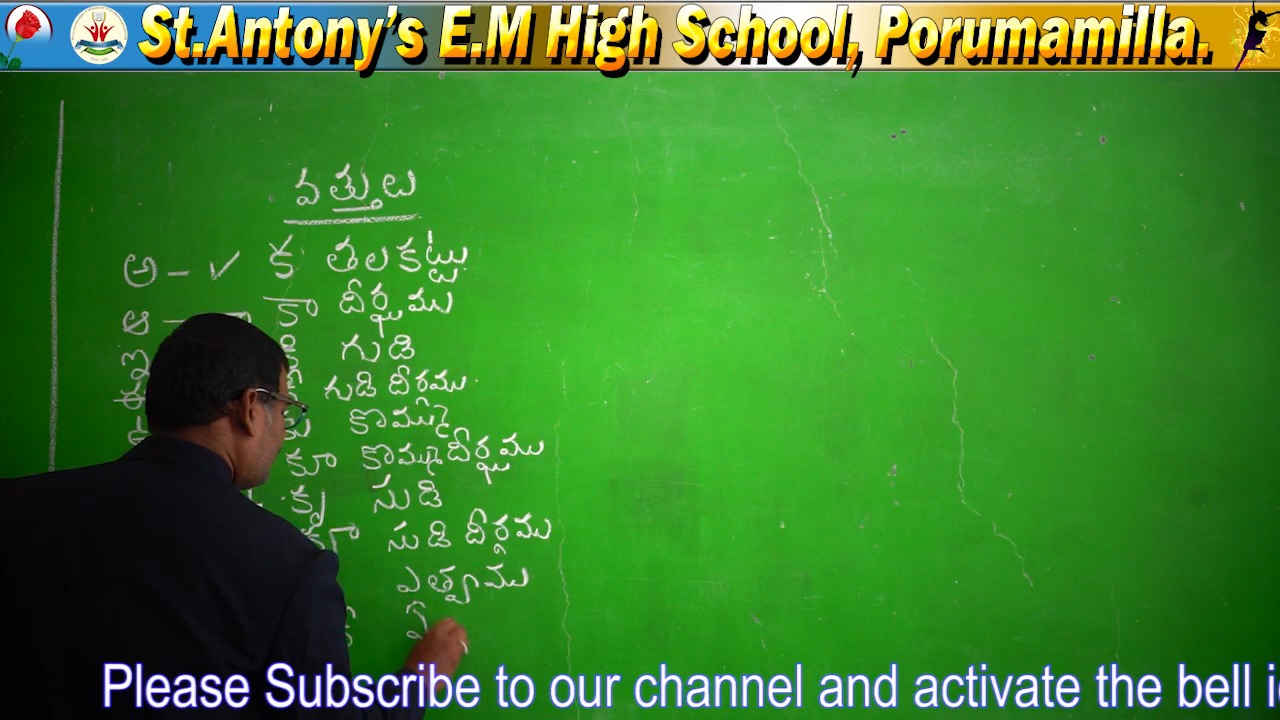 St.Antony's E.M High School, Porumamilla.
వత్తులు
అ – ✓ క తలకట్టు
ఆ – కా దీర్ఘము
ఇ గుడి
ఈ గుడి దీర్ఘము
కొమ్ము
కూ కొమ్ము దీర్ఘము
కృ సుడి
సుడి దీర్ఘము
ఎత్వము
Please Subscribe to our channel and activate the bell